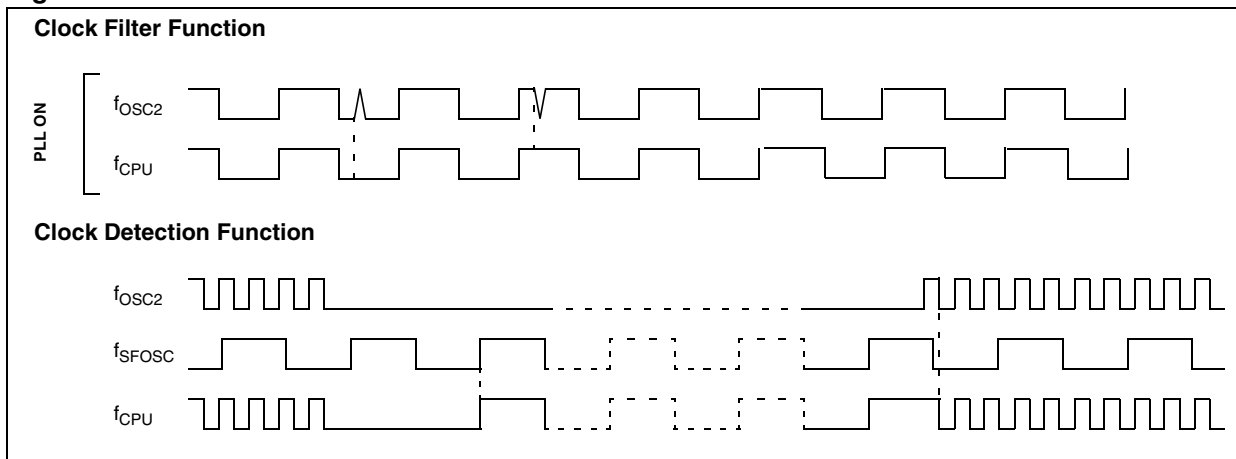 Clock Filter Function
PLL ON
fOSC2
fCPU
Clock Detection Function
fOSC2
fSFOSC
fCPU